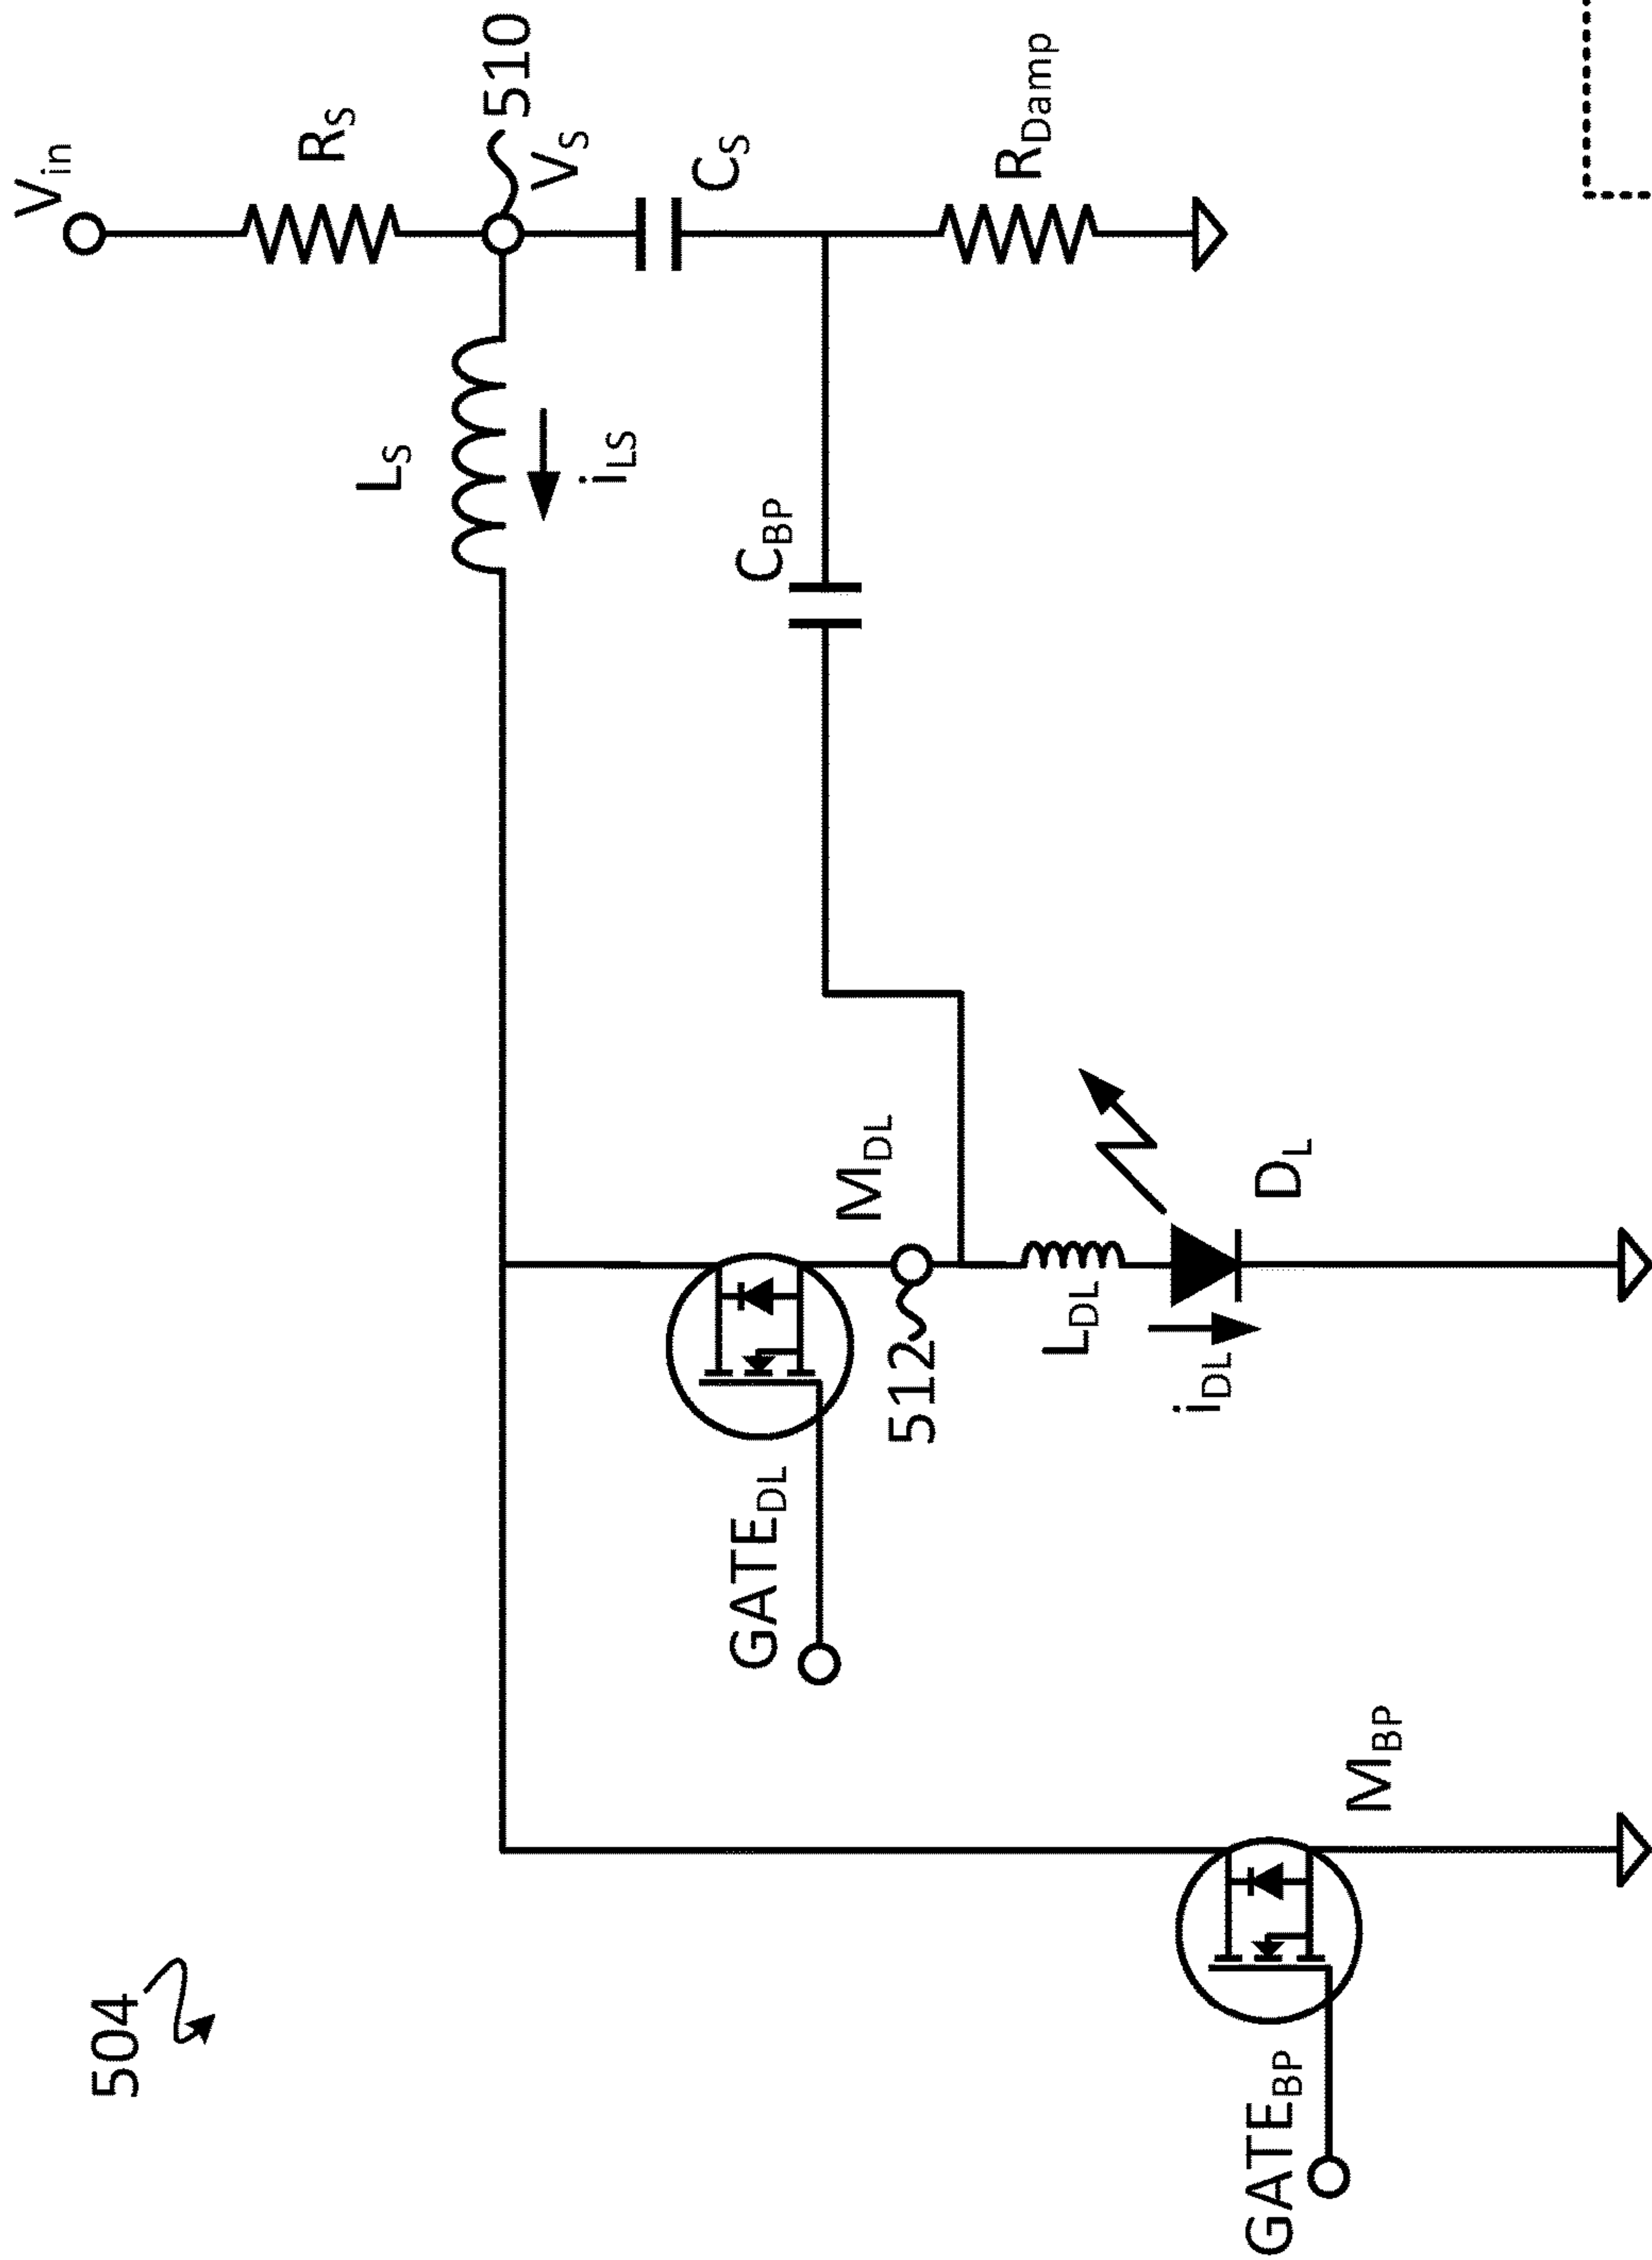 504
V_in
R_S
510
V_S
L_S
i_LS
C_S
C_BP
R_Damp
M_DL
GATE_DL
512
L_DL
D_L
i_DL
M_BP
GATE_BP